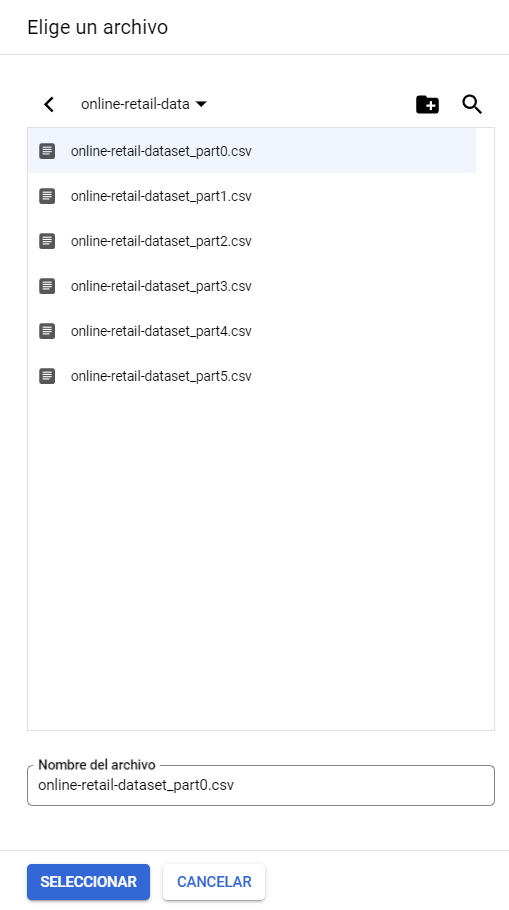 Elige un archivo
online-retail-data
online-retail-dataset_part0.csv
online-retail-dataset_part1.csv
online-retail-dataset_part2.csv
online-retail-dataset_part3.csv
online-retail-dataset_part4.csv
online-retail-dataset_part5.csv
Nombre del archivo
online-retail-dataset_part0.csv
SELECCIONAR CANCELAR